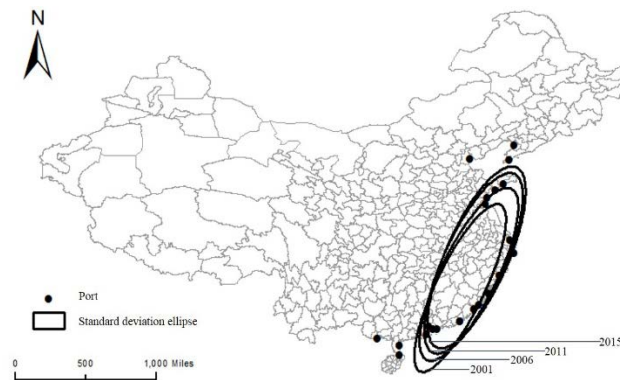 N
Port
Standard deviation ellipse
2015
2011
2006
2001
0 500 1,000 Miles